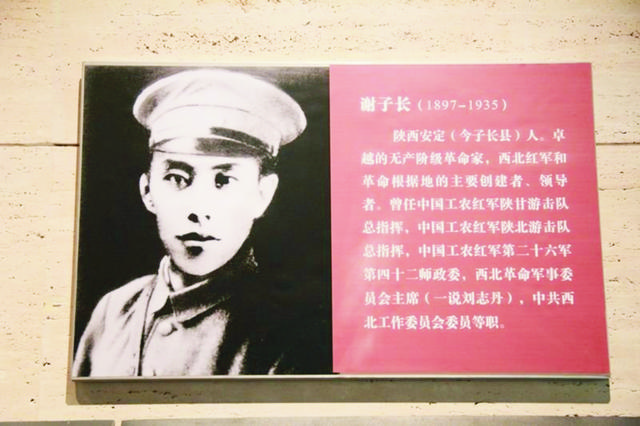 谢子长（1897-1935）
陕西安定（今子长县）人。卓
越的无产阶级革命家，西北红军和
革命根据地的主要创建者、领导
者。曾任中国工农红军陕甘游击队
总指挥，中国工农红军陕北游击队
总指挥，中国工农红军第二十六军
第四十二师政委，西北革命军事委
员会主席（一说刘志丹），中共西
北工作委员会委员等职。